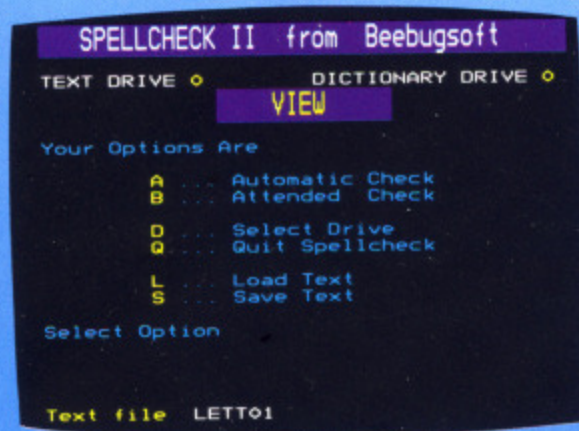 SPELLCHECK II from Beebugsoft
TEXT DRIVE 0 DICTIONARY DRIVE 0
VIEW
Your Options Are
A ... Automatic Check
B ... Attended Check
D ... Select Drive
Q ... Quit Spellcheck
L ... Load Text
S ... Save Text
Select Option
Text file LETT01